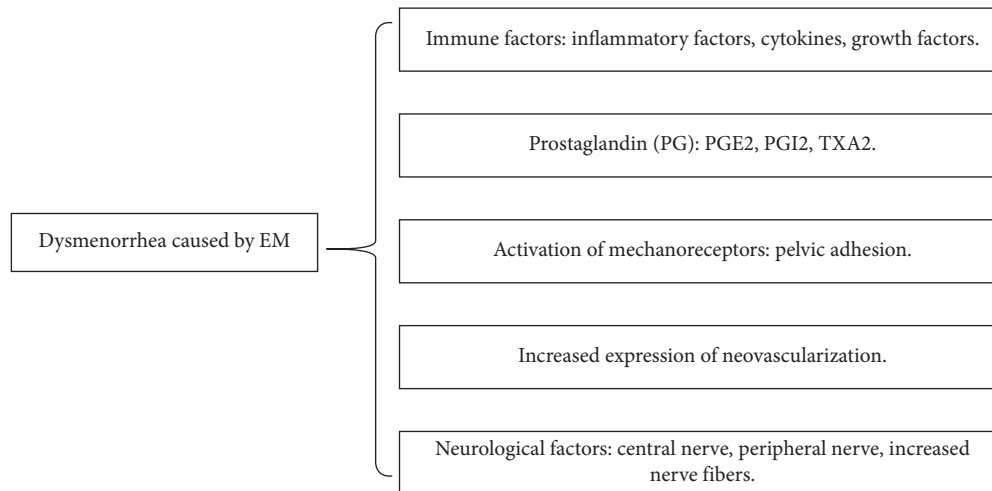 Immune factors: inflammatory factors, cytokines, growth factors.
Prostaglandin (PG): PGE2, PGI2, TXA2.
Dysmenorrhea caused by EM
Activation of mechanoreceptors: pelvic adhesion.
Increased expression of neovascularization.
Neurological factors: central nerve, peripheral nerve, increased
nerve fibers.